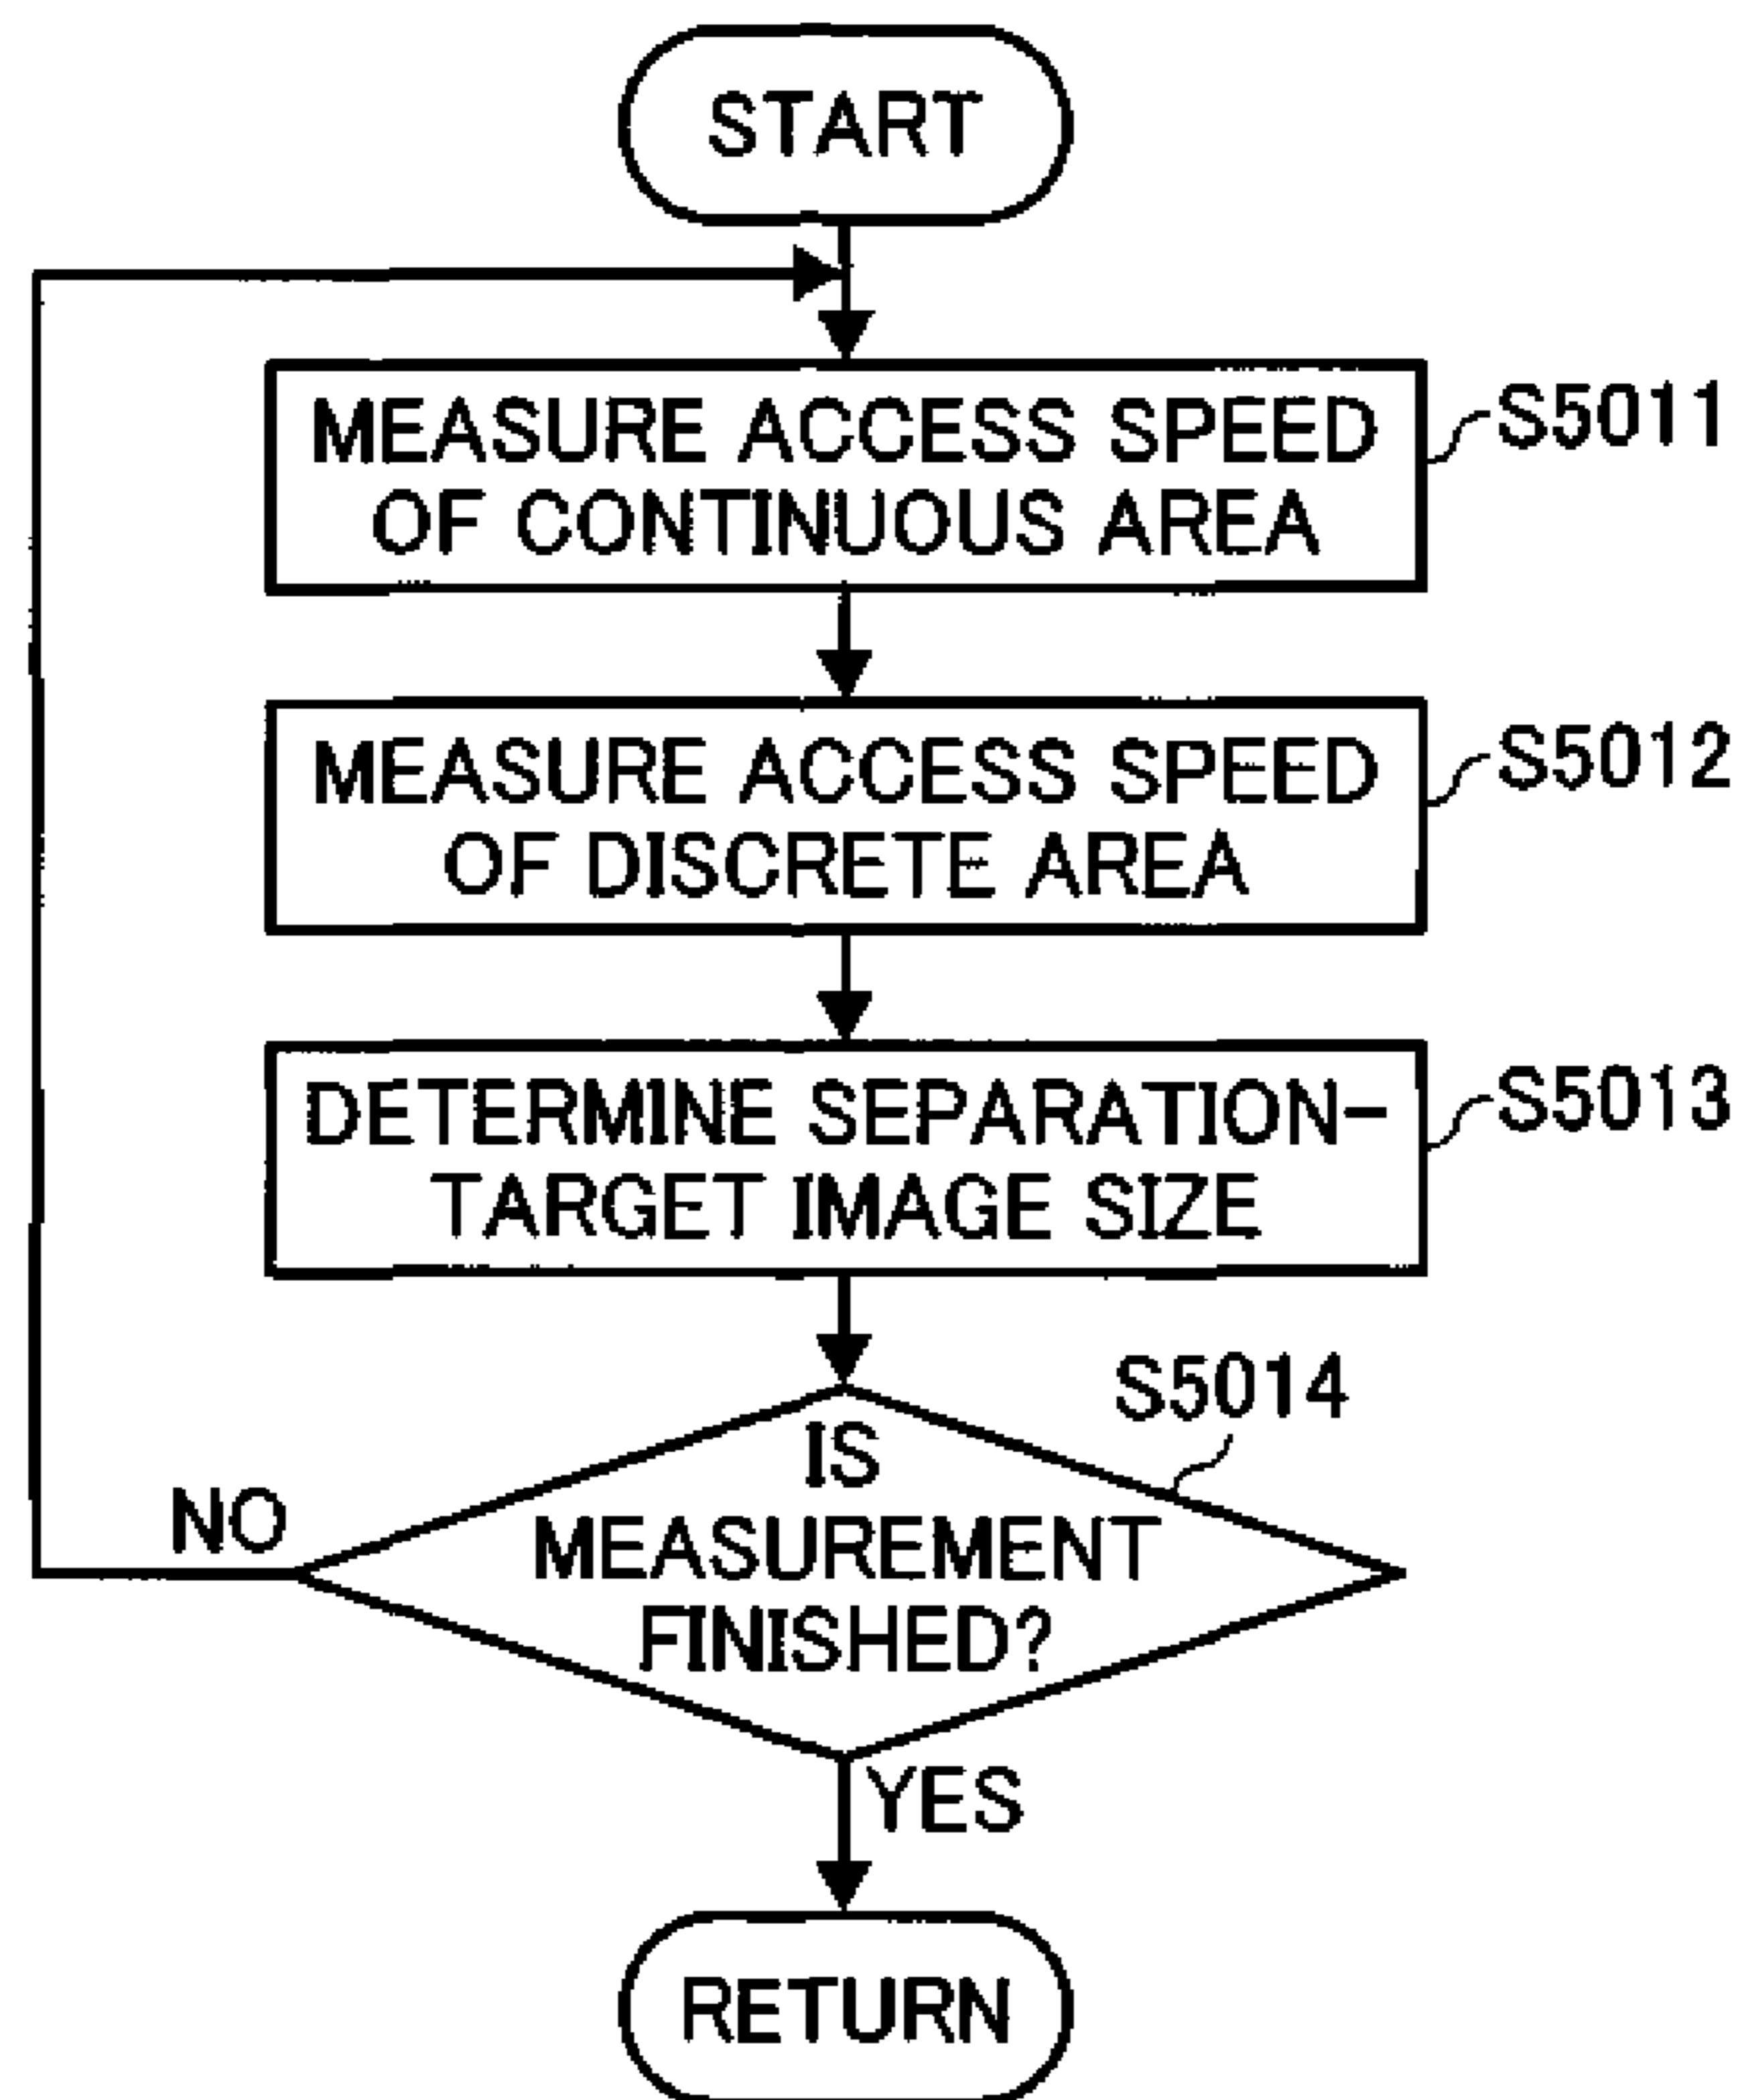 START
MEASURE ACCESS SPEED
OF CONTINUOUS AREA
S5011
MEASURE ACCESS SPEED
OF DISCRETE AREA
S5012
DETERMINE SEPARATION-
TARGET IMAGE SIZE
S5013
S5014
IS
MEASUREMENT
FINISHED?
NO
YES
RETURN